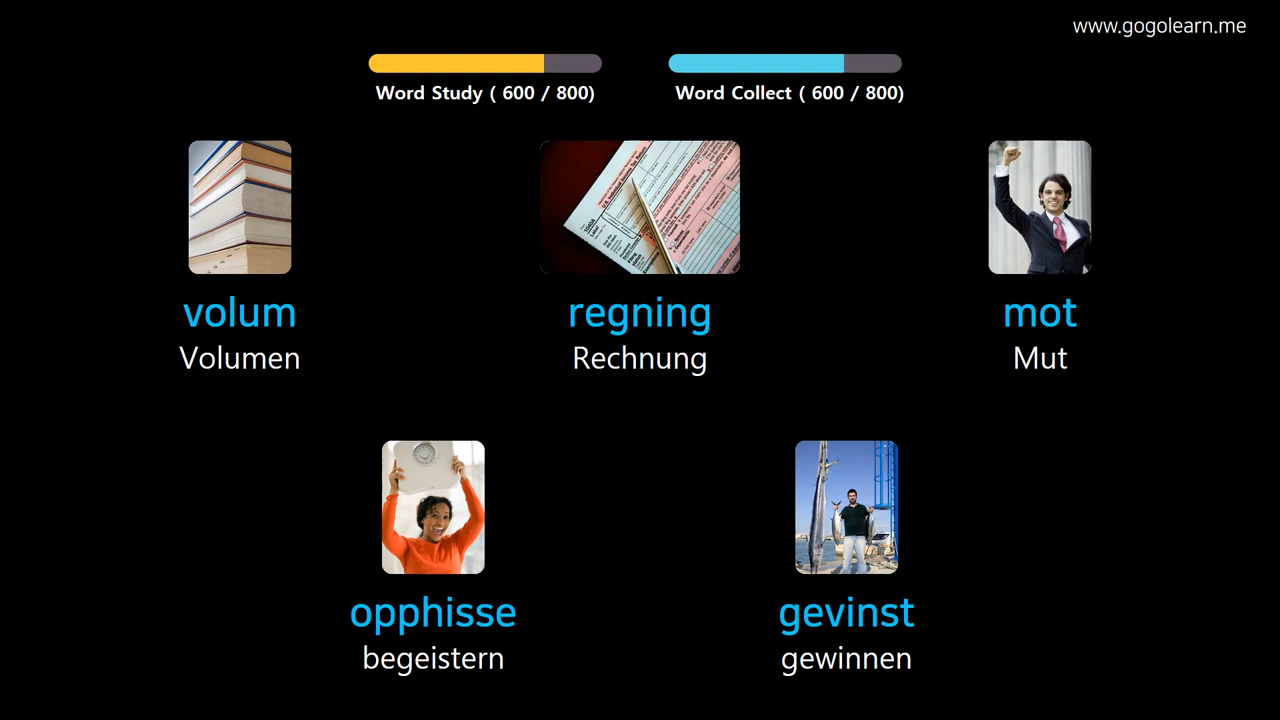 www.gogolearn.me
Word Study ( 600 / 800)
Word Collect ( 600 / 800)
volum
regning
mot
Volumen
Rechnung
Mut
opphisse
gevinst
begeistern
gewinnen